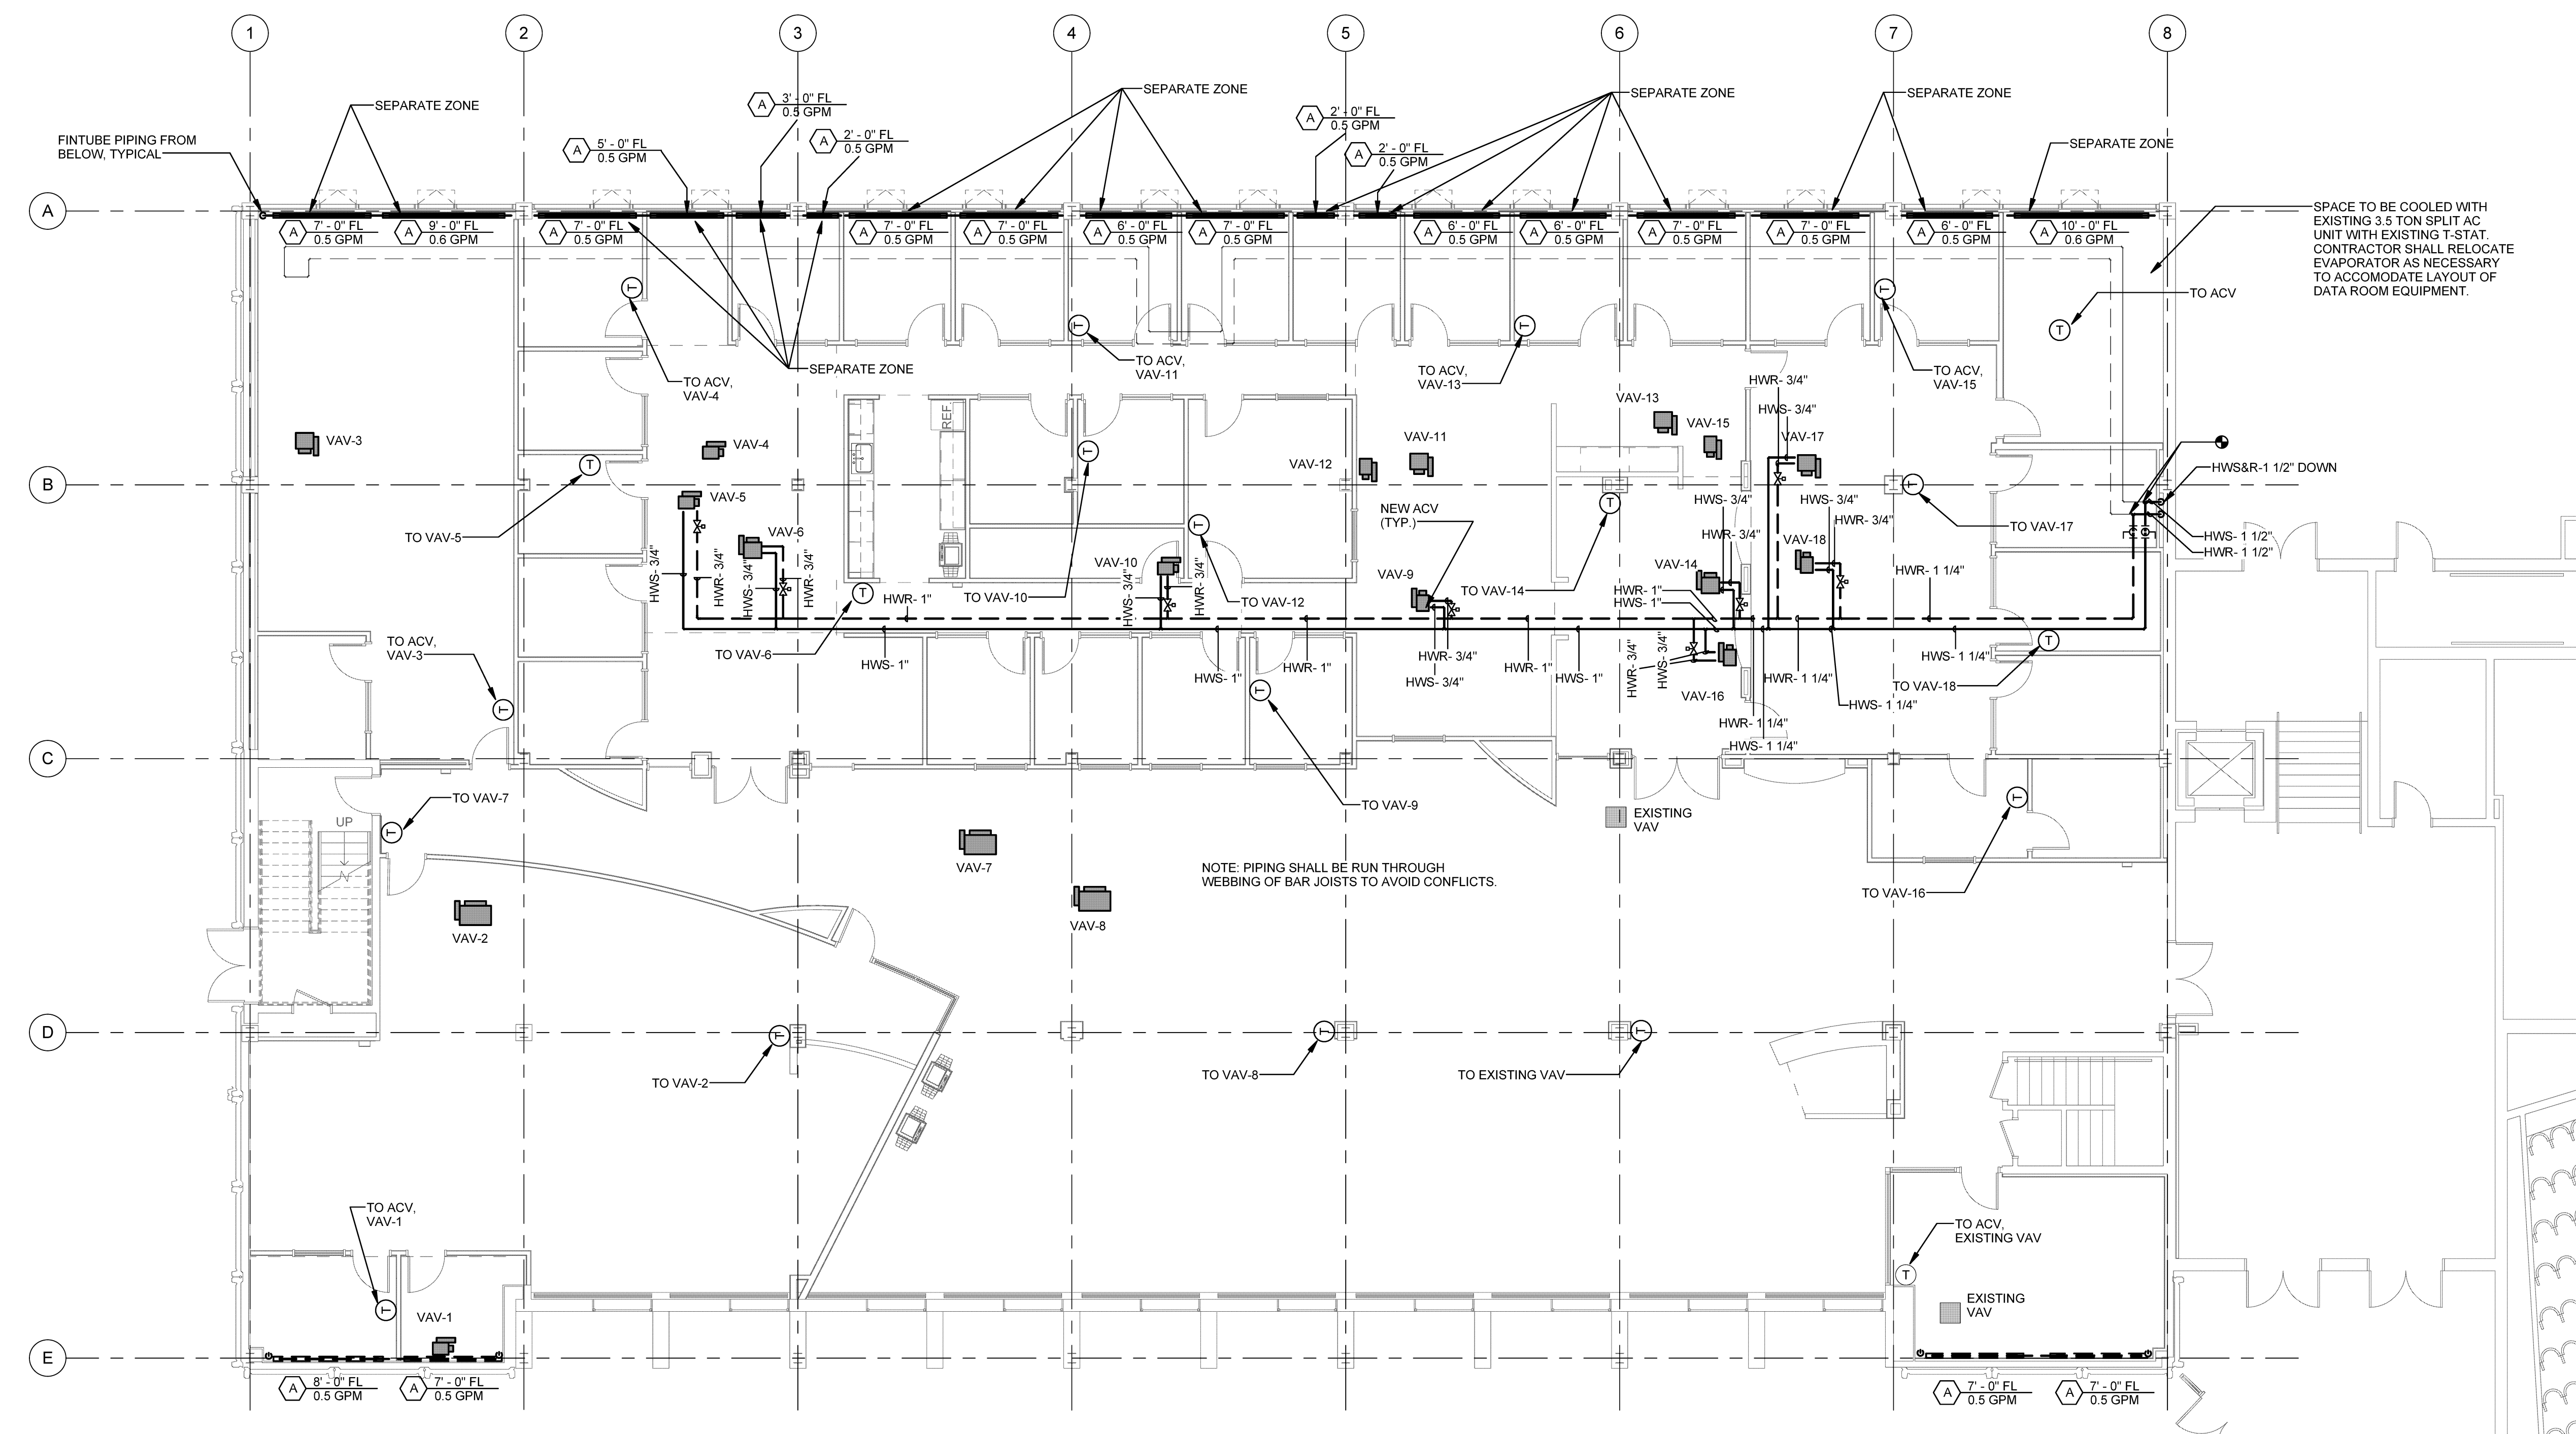 1 2 3 4 5 6 7 8
SEPARATE ZONE
A 3' - 0" FL
0.5 GPM
SEPARATE ZONE
A 2' - 0" FL
0.5 GPM
SEPARATE ZONE
SEPARATE ZONE
FINTUBE PIPING FROM
BELOW, TYPICAL
A 5' - 0" FL
0.5 GPM
A 2' - 0" FL
0.5 GPM
A 2' - 0" FL
0.5 GPM
SEPARATE ZONE
A
A 7' - 0" FL
0.5 GPM
A 9' - 0" FL
0.6 GPM
A 7' - 0" FL
0.5 GPM
A 7' - 0" FL
0.5 GPM
A 7' - 0" FL
0.5 GPM
A 6' - 0" FL
0.5 GPM
A 7' - 0" FL
0.5 GPM
A 6' - 0" FL
0.5 GPM
A 6' - 0" FL
0.5 GPM
A 7' - 0" FL
0.5 GPM
A 7' - 0" FL
0.5 GPM
A 6' - 0" FL
0.5 GPM
A 10' - 0" FL
0.6 GPM
SPACE TO BE COOLED WITH
EXISTING 3.5 TON SPLIT AC
UNIT WITH EXISTING T-STAT.
CONTRACTOR SHALL RELOCATE
EVAPORATOR AS NECESSARY
TO ACCOMODATE LAYOUT OF
DATA ROOM EQUIPMENT.
TO ACV
T
T
T
T
T
SEPARATE ZONE
TO ACV,
VAV-4
TO ACV,
VAV-11
TO ACV,
VAV-13
TO ACV,
VAV-15
HWR- 3/4"
HWS- 3/4"
VAV-13
VAV-15
VAV-17
REF.
VAV-3
VAV-4
VAV-11
VAV-12
T
T
B
HWS&R-1 1/2" DOWN
VAV-5
VAV-6
TO VAV-5
NEW ACV
(TYP.)
T
T
T
HWS- 3/4"
HWR- 3/4"
HWS- 3/4"
HWR- 3/4"
TO VAV-17
HWS- 1 1/2"
HWR- 1 1/2"
VAV-18
VAV-14
HWS- 3/4"
HWR- 3/4"
HWS- 3/4"
HWR- 3/4"
VAV-10
HWS- 3/4"
HWR- 3/4"
VAV-9
TO VAV-14
HWR- 1"
HWS- 1"
HWR- 1 1/4"
T
HWR- 1"
TO VAV-10
TO VAV-12
TO ACV,
VAV-3
TO VAV-6
HWS- 1"
HWS- 1"
HWR- 1"
HWR- 3/4"
HWS- 3/4"
HWR- 1"
HWS- 1"
HWR- 3/4"
HWS- 3/4"
VAV-16
HWR- 1 1/4"
HWS- 1 1/4"
T
TO VAV-18
HWS- 1 1/4"
T
T
HWR- 1 1/4"
HWS- 1 1/4"
C
TO VAV-7
T
UP
TO VAV-9
EXISTING
VAV
T
VAV-7
NOTE: PIPING SHALL BE RUN THROUGH
WEBBING OF BAR JOISTS TO AVOID CONFLICTS.
TO VAV-16
VAV-2
VAV-8
D
T
T
T
TO VAV-2
TO VAV-8
TO EXISTING VAV
TO ACV,
VAV-1
TO ACV,
EXISTING VAV
T
T
VAV-1
EXISTING
VAV
E
A 8' - 0" FL
0.5 GPM
A 7' - 0" FL
0.5 GPM
A 7' - 0" FL
0.5 GPM
A 7' - 0" FL
0.5 GPM